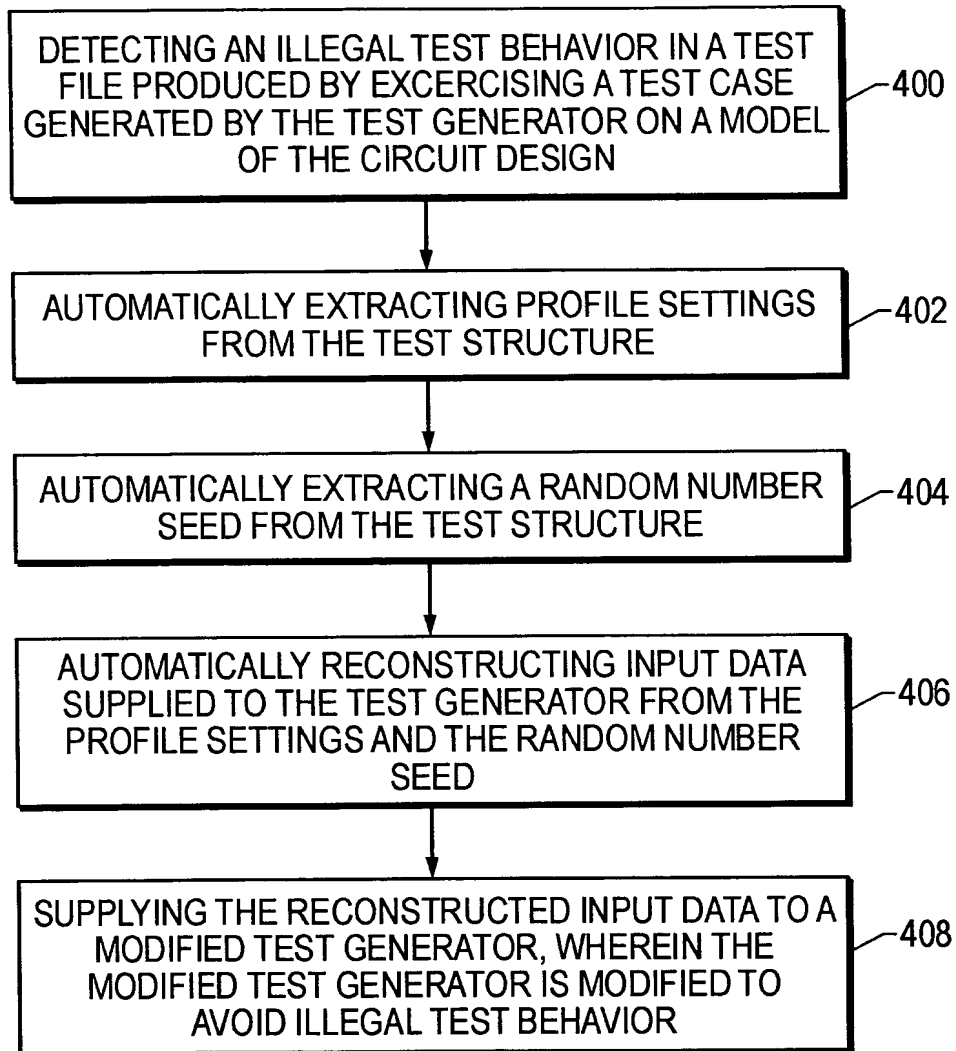 DETECTING AN ILLEGAL TEST BEHAVIOR IN A TEST
FILE PRODUCED BY EXCERCISING A TEST CASE
GENERATED BY THE TEST GENERATOR ON A MODEL
OF THE CIRCUIT DESIGN
400
AUTOMATICALLY EXTRACTING PROFILE SETTINGS
FROM THE TEST STRUCTURE
402
AUTOMATICALLY EXTRACTING A RANDOM NUMBER
SEED FROM THE TEST STRUCTURE
404
AUTOMATICALLY RECONSTRUCTING INPUT DATA
SUPPLIED TO THE TEST GENERATOR FROM THE
PROFILE SETTINGS AND THE RANDOM NUMBER
SEED
406
SUPPLYING THE RECONSTRUCTED INPUT DATA TO A
MODIFIED TEST GENERATOR, WHEREIN THE
MODIFIED TEST GENERATOR IS MODIFIED TO
AVOID ILLEGAL TEST BEHAVIOR
408